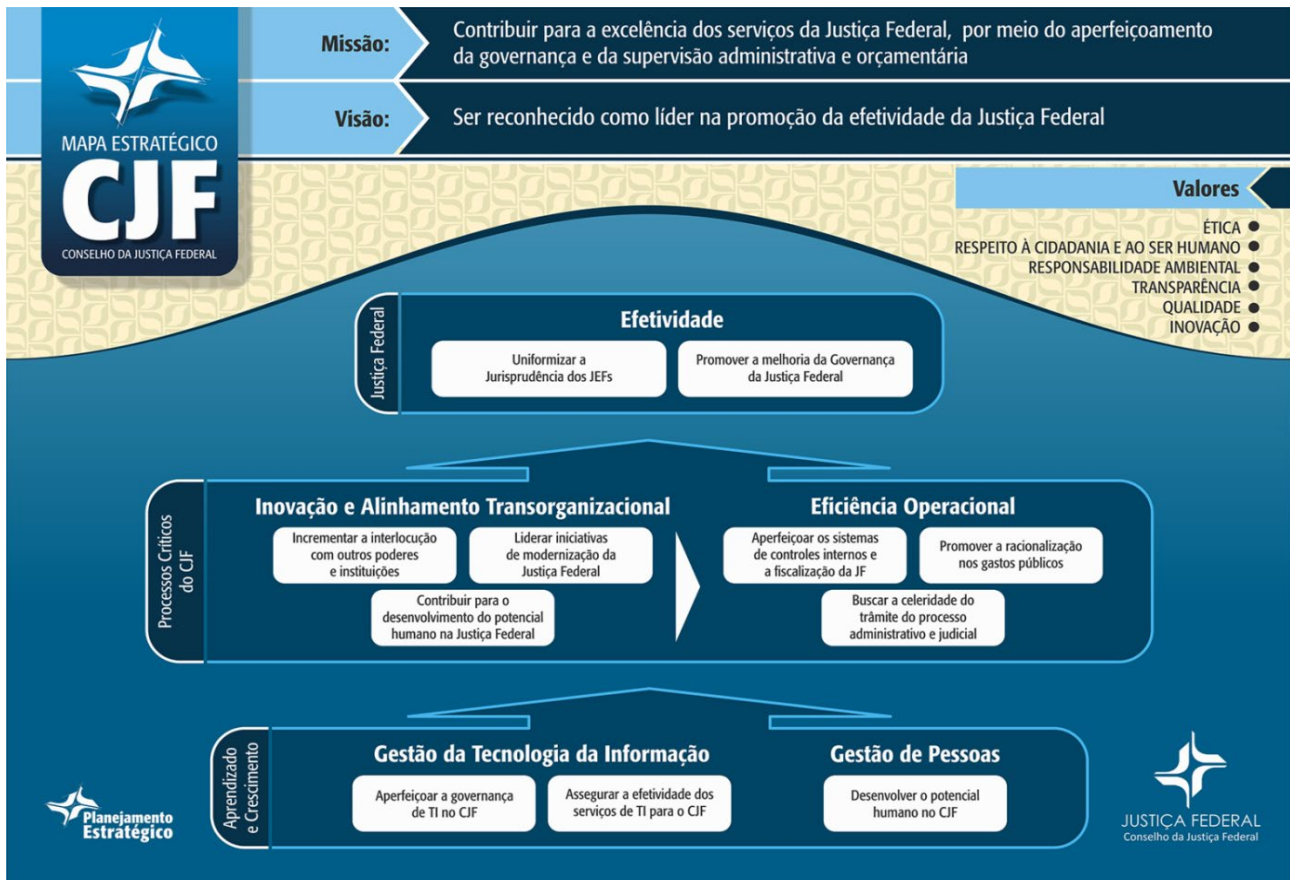 Missão:
Contribuir para a excelência dos serviços da Justiça Federal, por meio do aperfeiçoamento
da governança e da supervisão administrativa e orçamentária
Visão:
Ser reconhecido como líder na promoção da efetividade da Justiça Federal
MAPA ESTRATÉGICO
CJF
CONSELHO DA JUSTIÇA FEDERAL
Valores
ÉTICA
RESPEITO À CIDADANIA E AO SER HUMANO
RESPONSABILIDADE AMBIENTAL
TRANSPARÊNCIA
QUALIDADE
INOVAÇÃO
Justiça Federal
Efetividade
Uniformizar a
Jurisprudência dos JEFs
Promover a melhoria da Governança
da Justiça Federal
Processos Críticos
do CJF
Inovação e Alinhamento Transorganizacional
Incrementar a interlocução
com outros poderes
e instituições
Liderar iniciativas
de modernização da
Justiça Federal
Contribuir para o
desenvolvimento do potencial
humano na Justiça Federal
Eficiência Operacional
Aperfeiçoar os sistemas
de controles internos e
a fiscalização da JF
Promover a racionalização
nos gastos públicos
Buscar a celeridade do
trâmite do processo
administrativo e judicial
Aprendizado
e Crescimento
Gestão da Tecnologia da Informação
Aperfeiçoar a governança
de TI no CJF
Assegurar a efetividade dos
serviços de TI para o CJF
Gestão de Pessoas
Desenvolver o potencial
humano no CJF
Planejamento
Estratégico
JUSTIÇA FEDERAL
Conselho da Justiça Federal